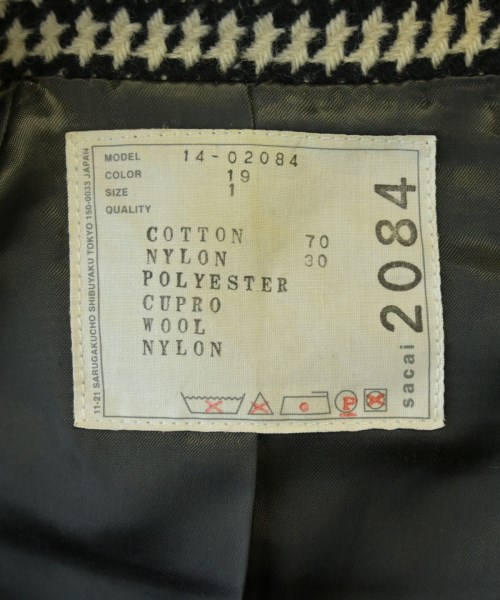 MODEL 14-02084
COLOR 19
SIZE 1
QUALITY
COTTON 70
NYLON 30
POLYESTER
CUPRO
WOOL
NYLON
P
sacai 2084
11-21 SARUGAKUCHO SHIBUYAKU TOKYO 150-0033 JAPAN